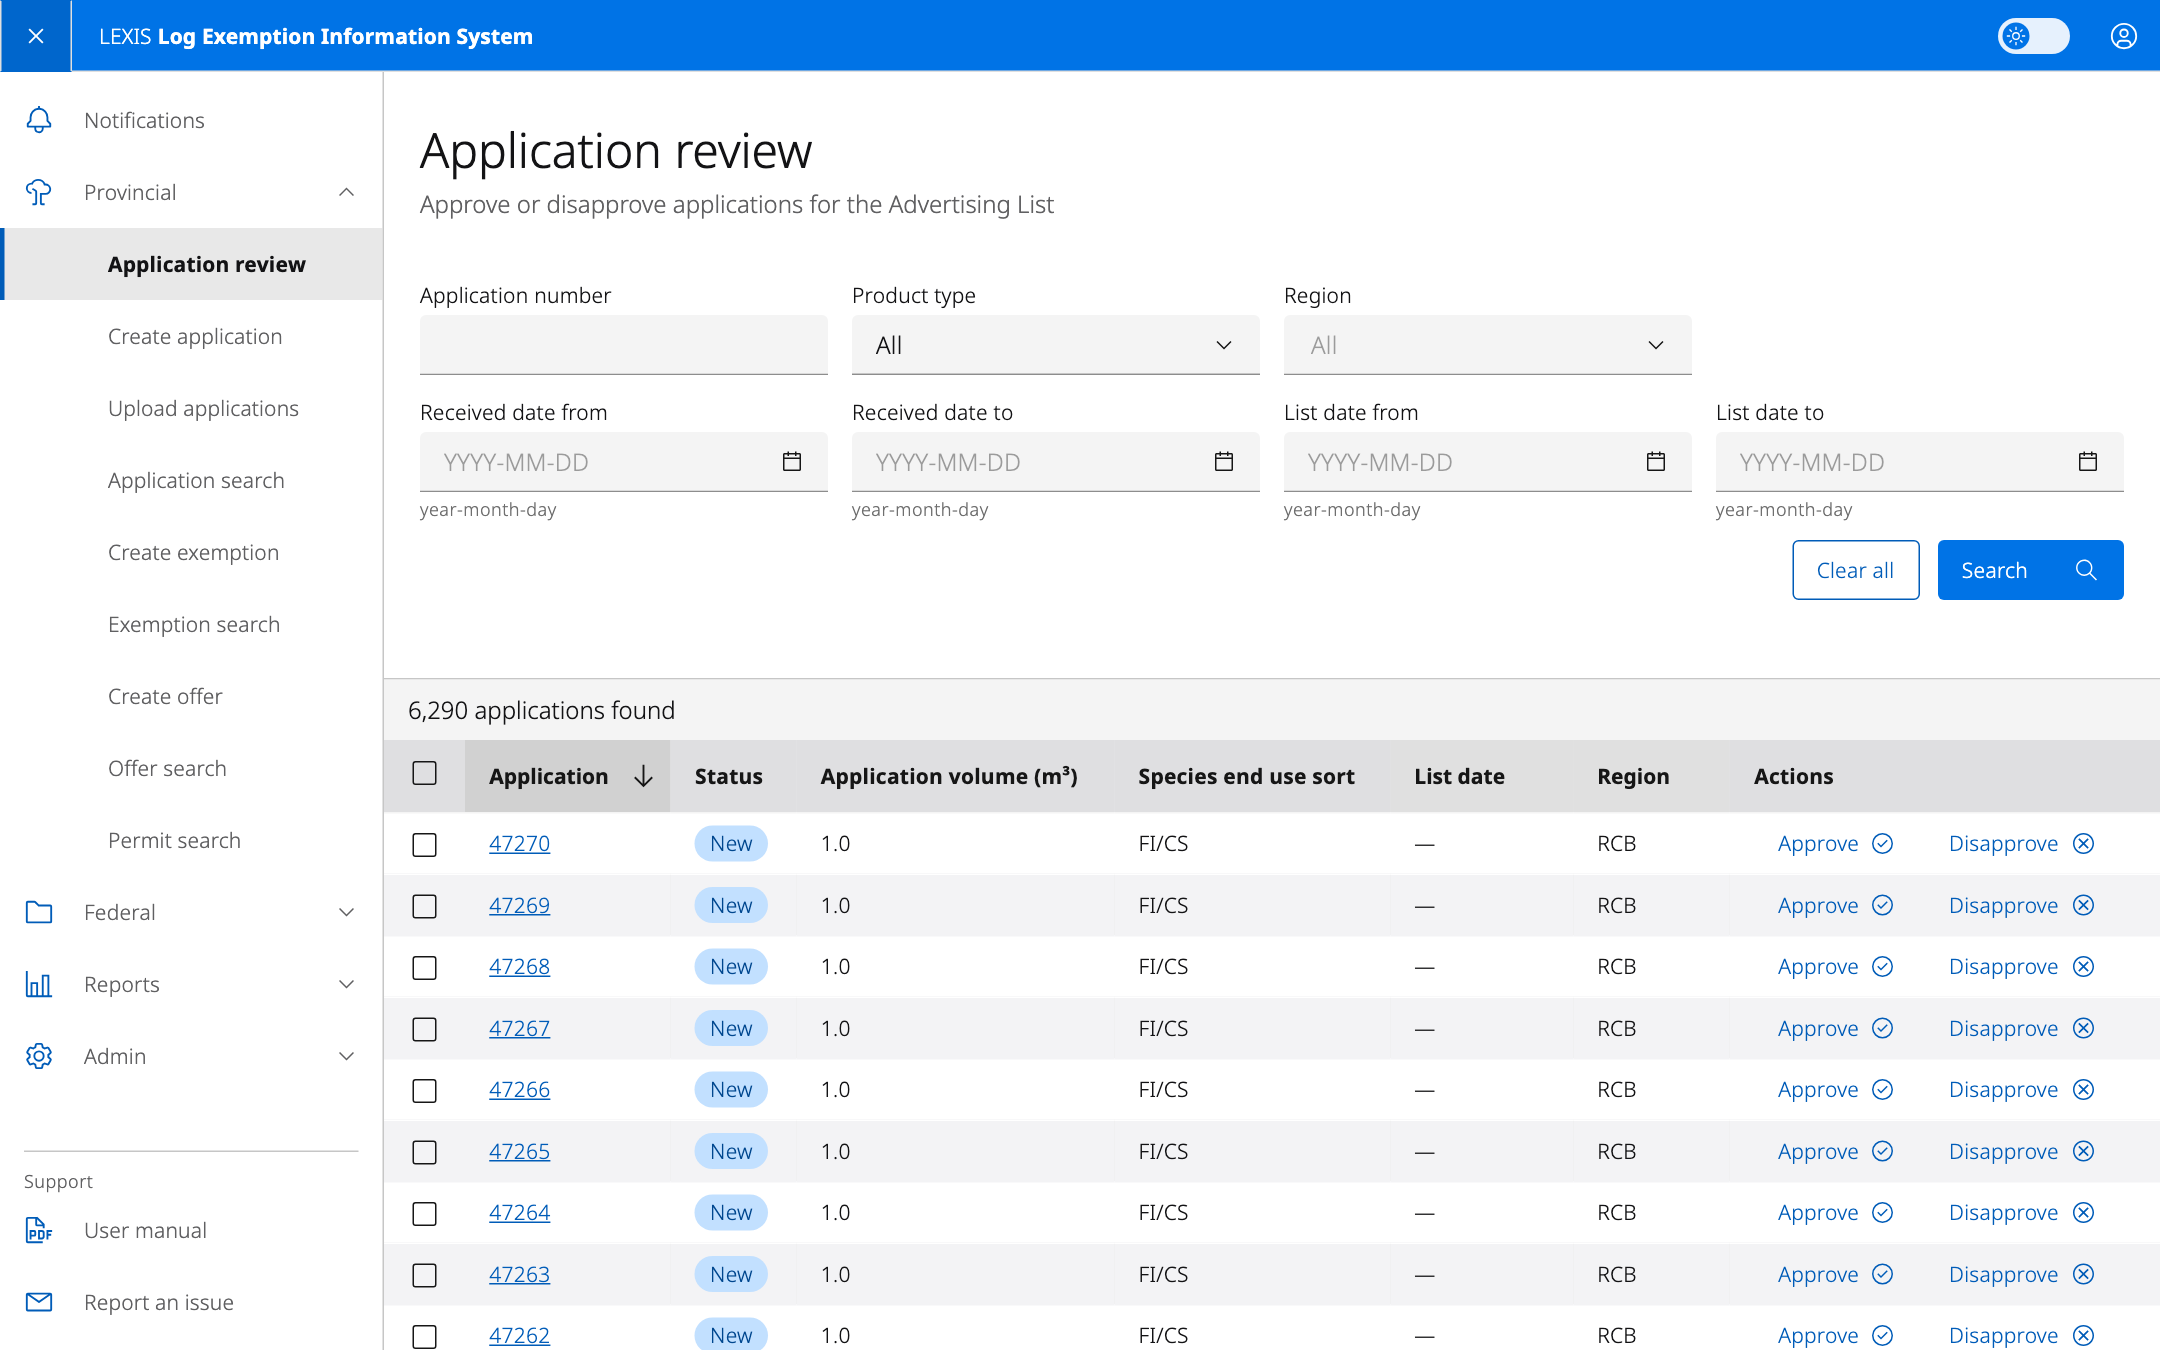 LEXIS Log Exemption Information System
Notifications
Provincial
Application review
Create application
Upload applications
Application search
Create exemption
Exemption search
Create offer
Offer search
Permit search
Federal
Reports
Admin
Support
PDF User manual
Report an issue
Application review
Approve or disapprove applications for the Advertising List
Application number Product type Region
All All
Received date from Received date to List date from List date to
YYYY-MM-DD YYYY-MM-DD YYYY-MM-DD YYYY-MM-DD
year-month-day year-month-day year-month-day year-month-day
Clear all Search
6,290 applications found
Application Status Application volume (m³) Species end use sort List date Region Actions
47270 New 1.0 FI/CS — RCB Approve Disapprove
47269 New 1.0 FI/CS — RCB Approve Disapprove
47268 New 1.0 FI/CS — RCB Approve Disapprove
47267 New 1.0 FI/CS — RCB Approve Disapprove
47266 New 1.0 FI/CS — RCB Approve Disapprove
47265 New 1.0 FI/CS — RCB Approve Disapprove
47264 New 1.0 FI/CS — RCB Approve Disapprove
47263 New 1.0 FI/CS — RCB Approve Disapprove
47262 New 1.0 FI/CS — RCB Approve Disapprove